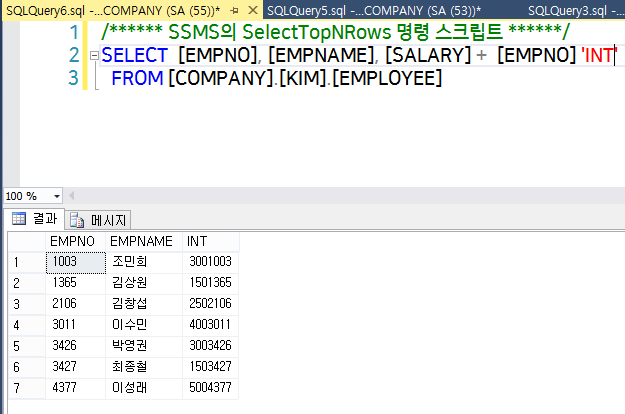 SQLQuery6.sql -...COMPANY (SA (55))* SQLQuery5.sql -...COMPANY (SA (53))* SQLQuery3.sql -...COMP
1 /****** SSMS의 SelectTopNRows 명령 스크립트 ******/
2 SELECT [EMPNO], [EMPNAME], [SALARY] + [EMPNO] 'INT'
3 FROM [COMPANY].[KIM].[EMPLOYEE]
100 %
결과 메시지
EMPNO EMPNAME INT
1 1003 조민희 3001003
2 1365 김상원 1501365
3 2106 김창섭 2502106
4 3011 이수민 4003011
5 3426 박영권 3003426
6 3427 최종철 1503427
7 4377 이성래 5004377